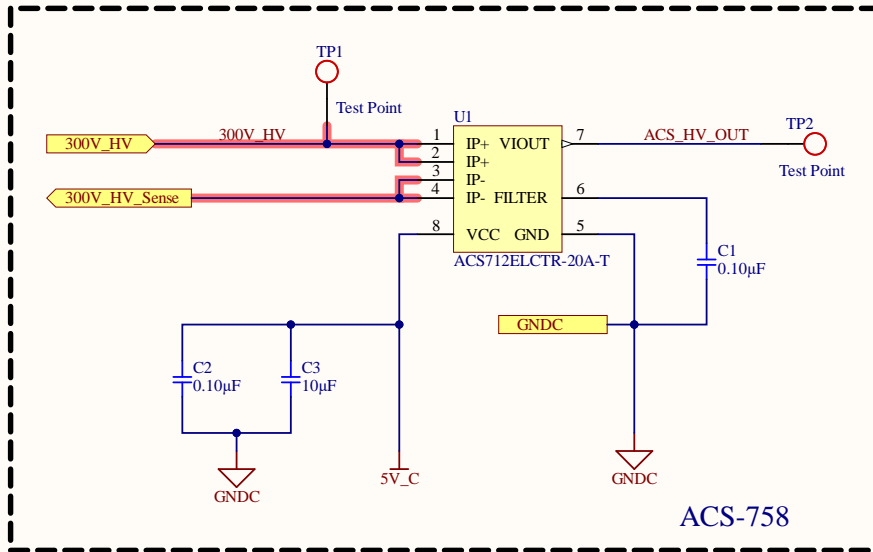 TP1
Test Point
300V_HV
300V_HV
300V_HV_Sense
U1
1
2
3
4
8
IP+
IP+
IP-
IP-
VCC
VIOUT
FILTER
GND
7
6
5
ACS712ELCTR-20A-T
ACS_HV_OUT
TP2
Test Point
C1
0.10µF
GNDC
C2
0.10µF
C3
10µF
GNDC
5V_C
GNDC
ACS-758